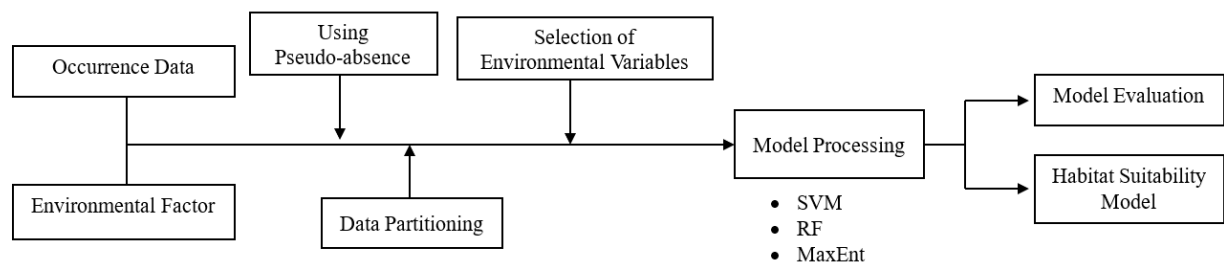 Occurrence Data
Using
Pseudo-absence
Selection of
Environmental Variables
Environmental Factor
Data Partitioning
Model Processing
• SVM
• RF
• MaxEnt
Model Evaluation
Habitat Suitability
Model